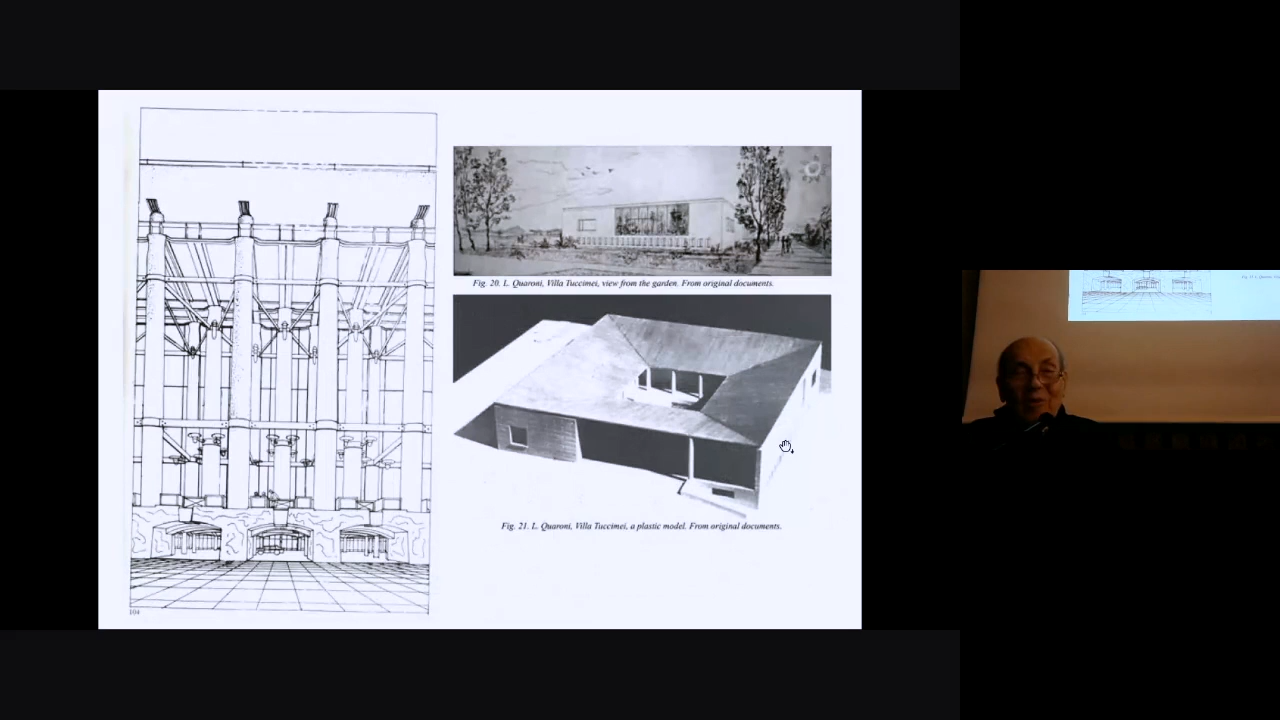 Fig. 20. L. Quaroni, Villa Tuccimei, view from the garden. From original documents.
Fig. 21. L. Quaroni, Villa Tuccimei, a plastic model. From original documents.
104